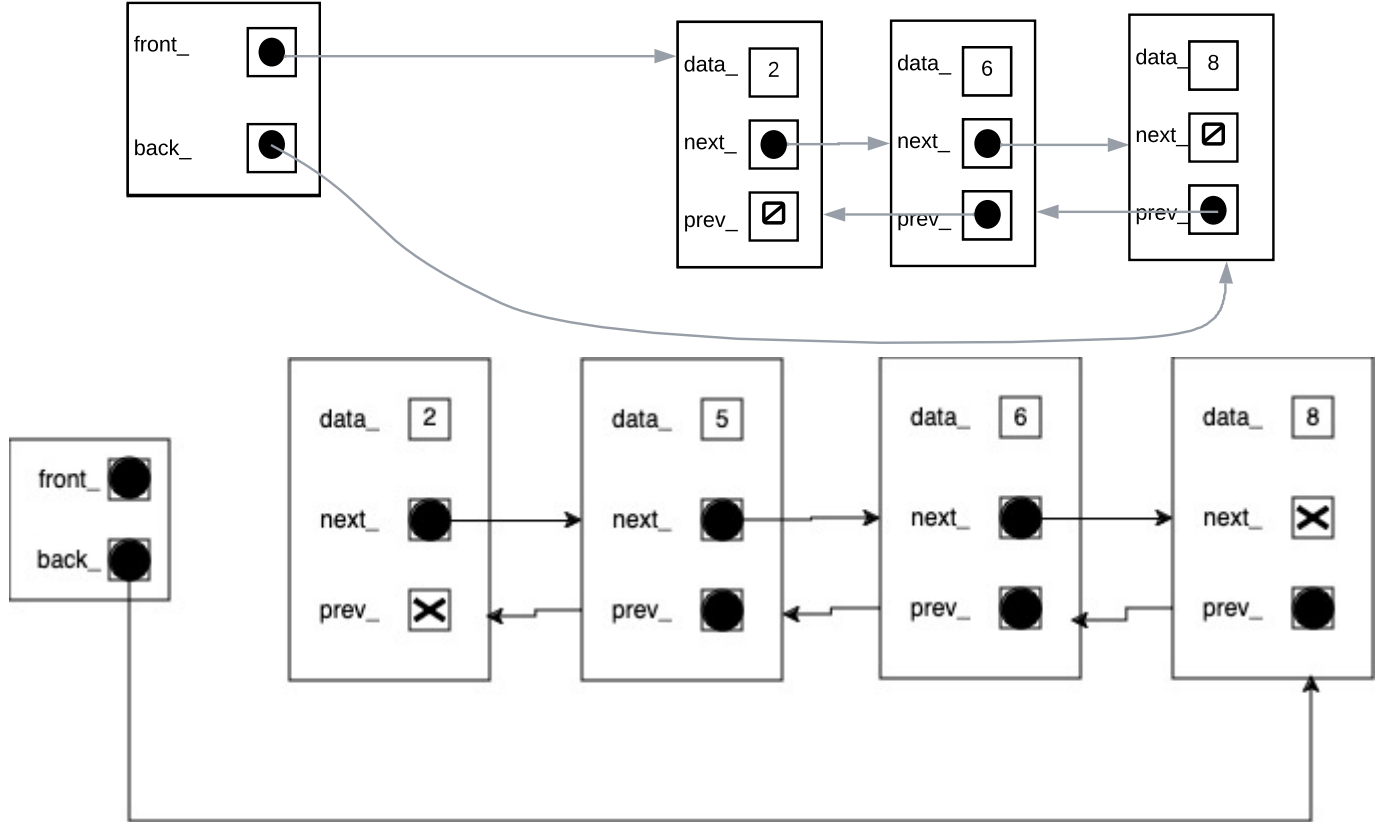 front_
back_
data_ 2
next_
prev_
data_ 6
next_
prev_
data_ 8
next_
prev_
front_
back_
data_ 2
next_
prev_
data_ 5
next_
prev_
data_ 6
next_
prev_
data_ 8
next_
prev_